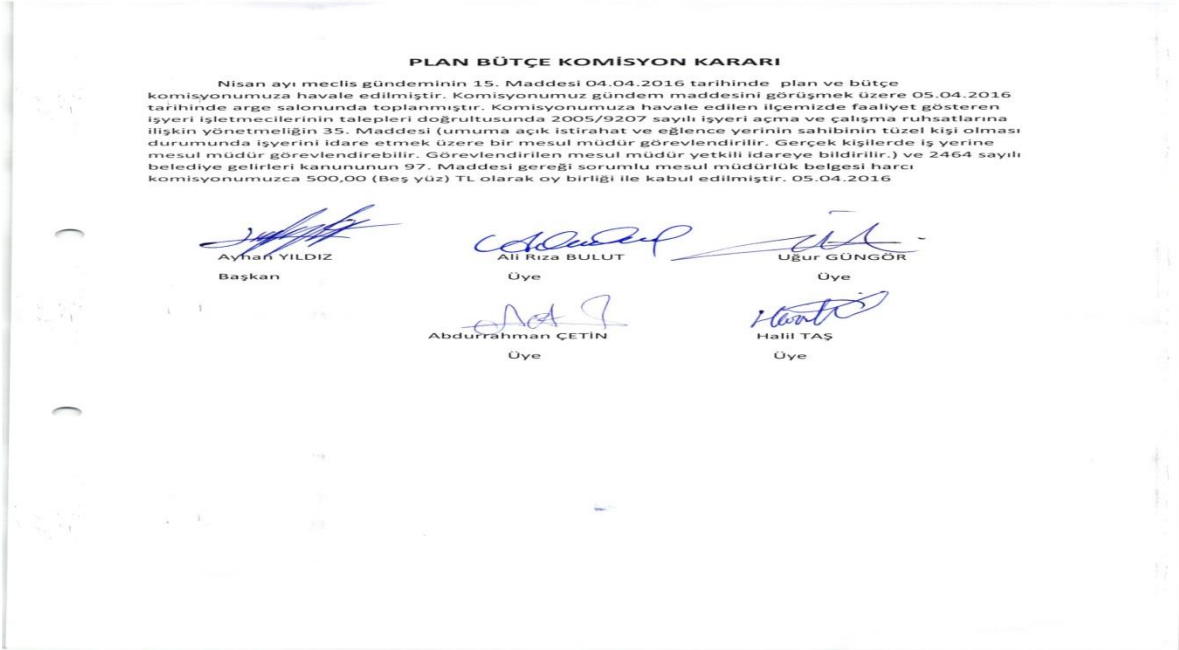 PLAN BÜTÇE KOMİSYON KARARI
Nisan ayı meclis gündeminin 15. Maddesi 04.04.2016 tarihinde plan ve bütçe
komisyonumuza havale edilmiştir. Komisyonumuz gündem maddesini görüşmek üzere 05.04.2016
tarihinde arge salonunda toplanmıştır. Komisyonumuza havale edilen ilçemizde faaliyet gösteren
işyeri işletmecilerinin talepleri doğrultusunda 2005/9207 sayılı işyeri açma ve çalışma ruhsatlarına
ilişkin yönetmeliğin 35. Maddesi (umuma açık istirahat ve eğlence yerinin sahibinin tüzel kişi olması
durumunda işyerini idare etmek üzere bir mesul müdür görevlendirilir. Gerçek kişilerde iş yerine
mesul müdür görevlendirebilir. Görevlendirilen mesul müdür yetkili idareye bildirilir.) ve 2464 sayılı
belediye gelirleri kanununun 97. Maddesi gereği sorumlu mesul müdürlük belgesi harcı
komisyonumuzca 500,00 (Beş yüz) TL olarak oy birliği ile kabul edilmiştir. 05.04.2016
Ayhan YILDIZ Ali Rıza BULUT Uğur GÜNGÖR
Başkan Üye Üye
Abdurrahman ÇETİN Halil TAŞ
Üye Üye